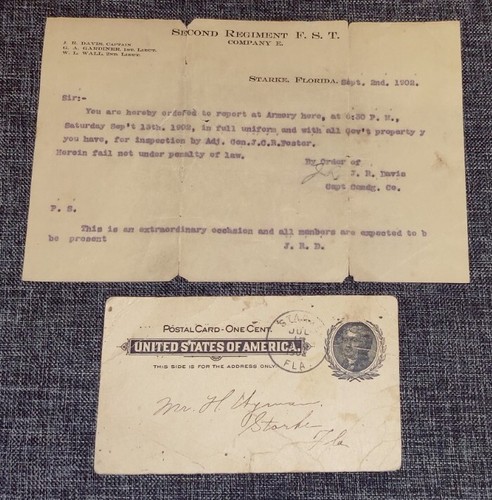 SECOND REGIMENT F. S. T.
COMPANY E.
J. R. DAVIS, CAPTAIN
G. A. GARDINER, 1ST. LIEUT.
W. L. WALL, 2ND. LIEUT.
STARKE, FLORIDA, Sept. 2nd. 1902.
Sir:-
You are hereby ordered to report at Armory here, at 6:30 P. M.,
Saturday Sep't 13th. 1902, in full uniform and with all Gov't property y
you have, for inspection by Adj. Gen.J.C.R.Foster.
Herein fail not under penalty of law.
By Order of
J. R. Davis
Capt Comdg. Co.
P. S.
This is an extraordinary occasion and all members are expected to b
be present
J. R. D.
POSTAL CARD-ONE CENT.
UNITED STATES OF AMERICA.
THIS SIDE IS FOR THE ADDRESS ONLY.
JUL
FLA.
Mr. H Wyman.
Starke
Fla